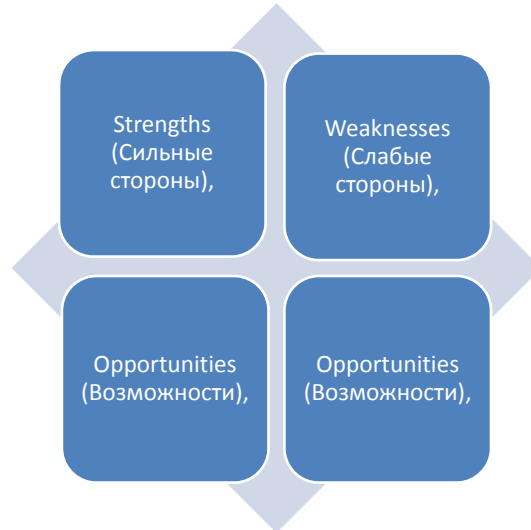 Strengths
(Сильные
стороны),
Weaknesses
(Слабые
стороны),
Opportunities
(Возможности),
Opportunities
(Возможности),